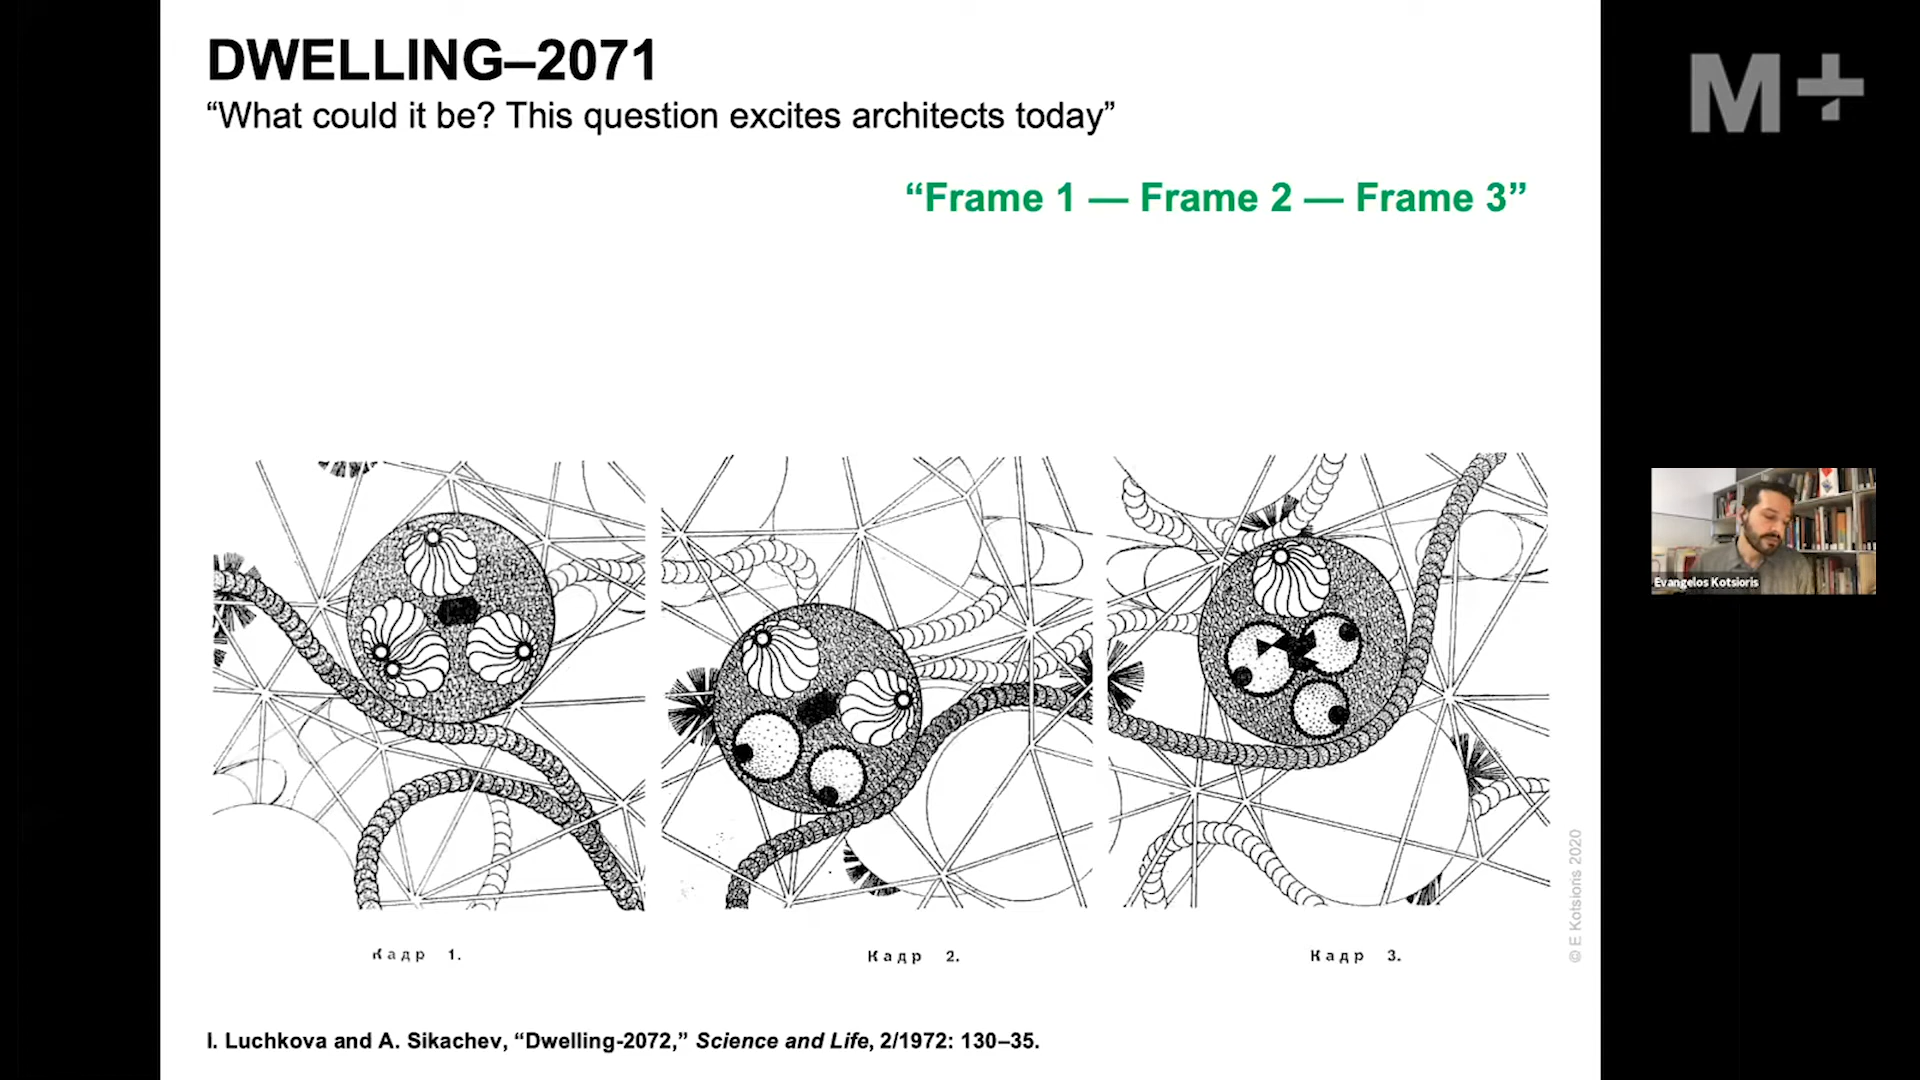 DWELLING–2071
“What could it be? This question excites architects today”
“Frame 1 — Frame 2 — Frame 3”
M+
Evangelos Kotsioris
© E Kotsioris 2020
Кадр 1.
Кадр 2.
Кадр 3.
I. Luchkova and A. Sikachev, “Dwelling-2072,” Science and Life, 2/1972: 130–35.